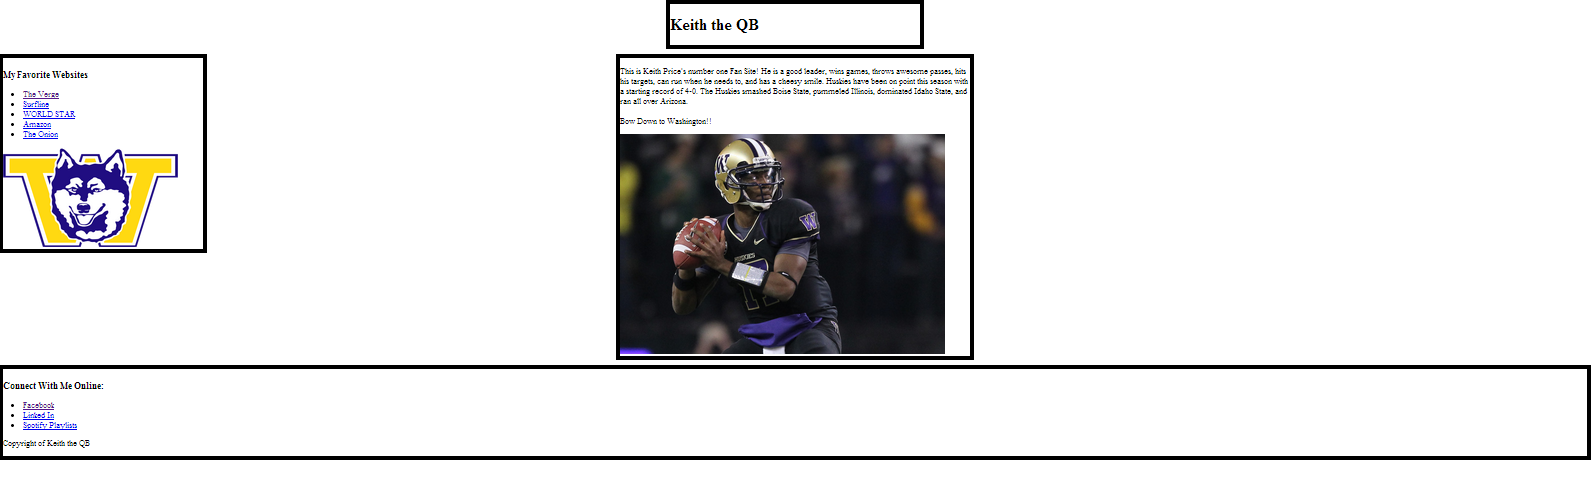 Keith the QB
My Favorite Websites
The Verge
Surfline
WORLD STAR
Amazon
The Onion
W
This is Keith Price's number one Fan Site! He is a good leader, wins games, throws awesome passes, hits
his targets, can run when he needs to, and has a cheesy smile. Huskies have been on point this season with
a starting record of 4-0. The Huskies smashed Boise State, pummeled Illinois, dominated Idaho State, and
ran all over Arizona.
Bow Down to Washington!!
W
W
HUSKIES
17
Connect With Me Online:
Facebook
Linked In
Spotify Playlists
Copyright of Keith the QB